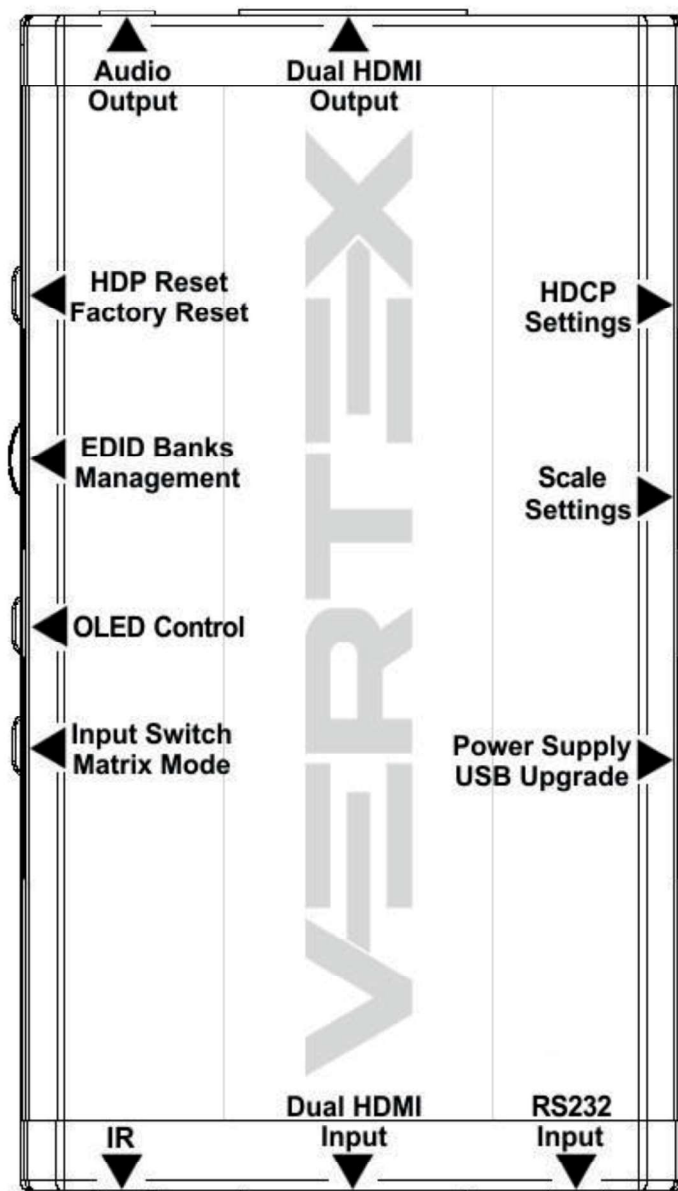 Audio
Output
Dual HDMI
Output
HDP Reset
Factory Reset
HDCP
Settings
EDID Banks
Management
Scale
Settings
OLED Control
Input Switch
Matrix Mode
Power Supply
USB Upgrade
VERTEX
IR
Dual HDMI
Input
RS232
Input